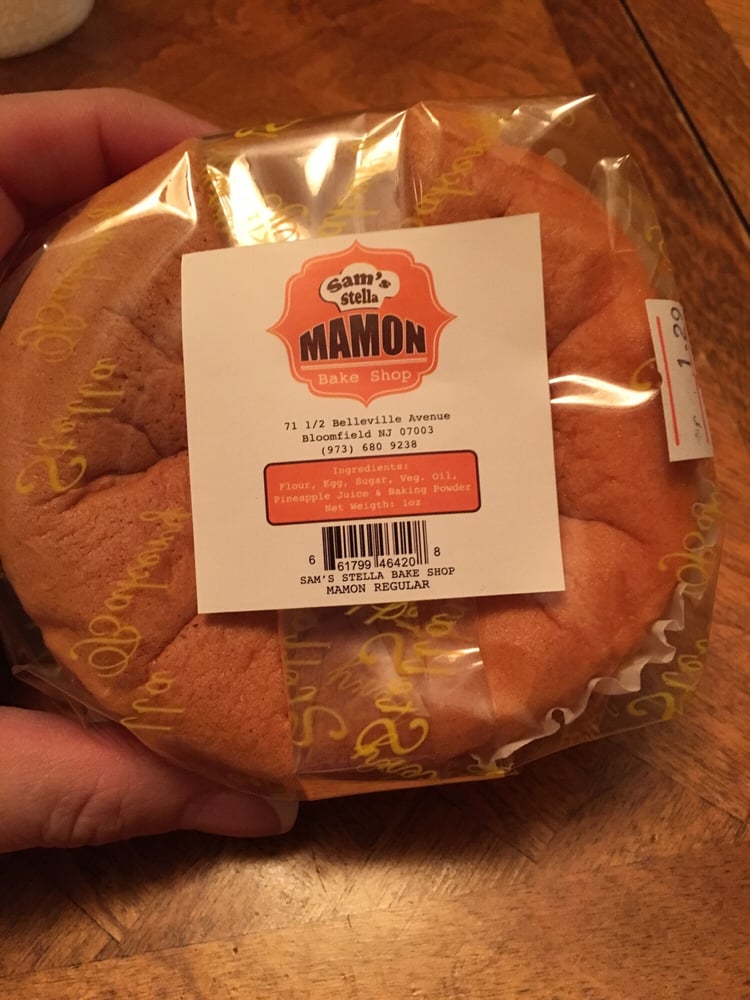 Sam's
Stella
MAMON
Bake Shop
71 1/2 Belleville Avenue
Bloomfield NJ 07003
(973) 680 9238
Ingredients:
Flour, Egg, Sugar, Veg. Oil,
Pineapple Juice & Baking Powder
Net Weigth: 1oz
6 61799 46420 8
SAM'S STELLA BAKE SHOP
MAMON REGULAR
1.29